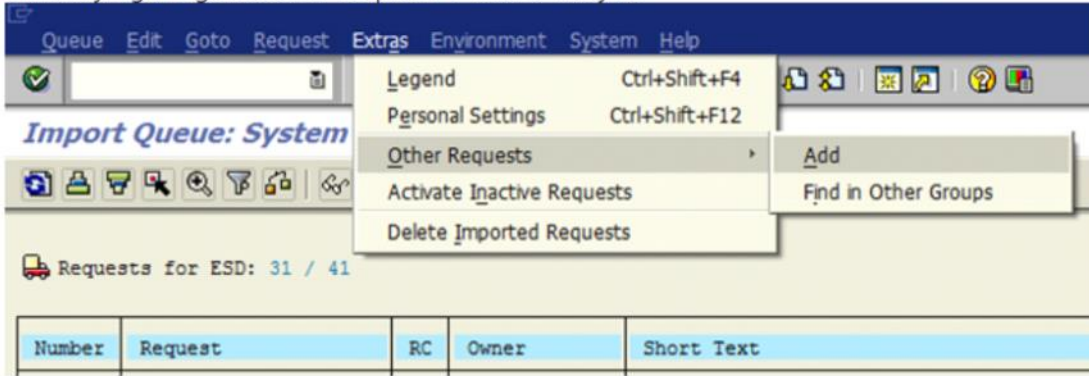 Queue Edit Goto Request Extras Environment System Help
Legend Ctrl+Shift+F4
Personal Settings Ctrl+Shift+F12
Import Queue: System
Other Requests Add
Activate Inactive Requests Find in Other Groups
Delete Imported Requests
Requests for ESD: 31 / 41
Number Request RC Owner Short Text